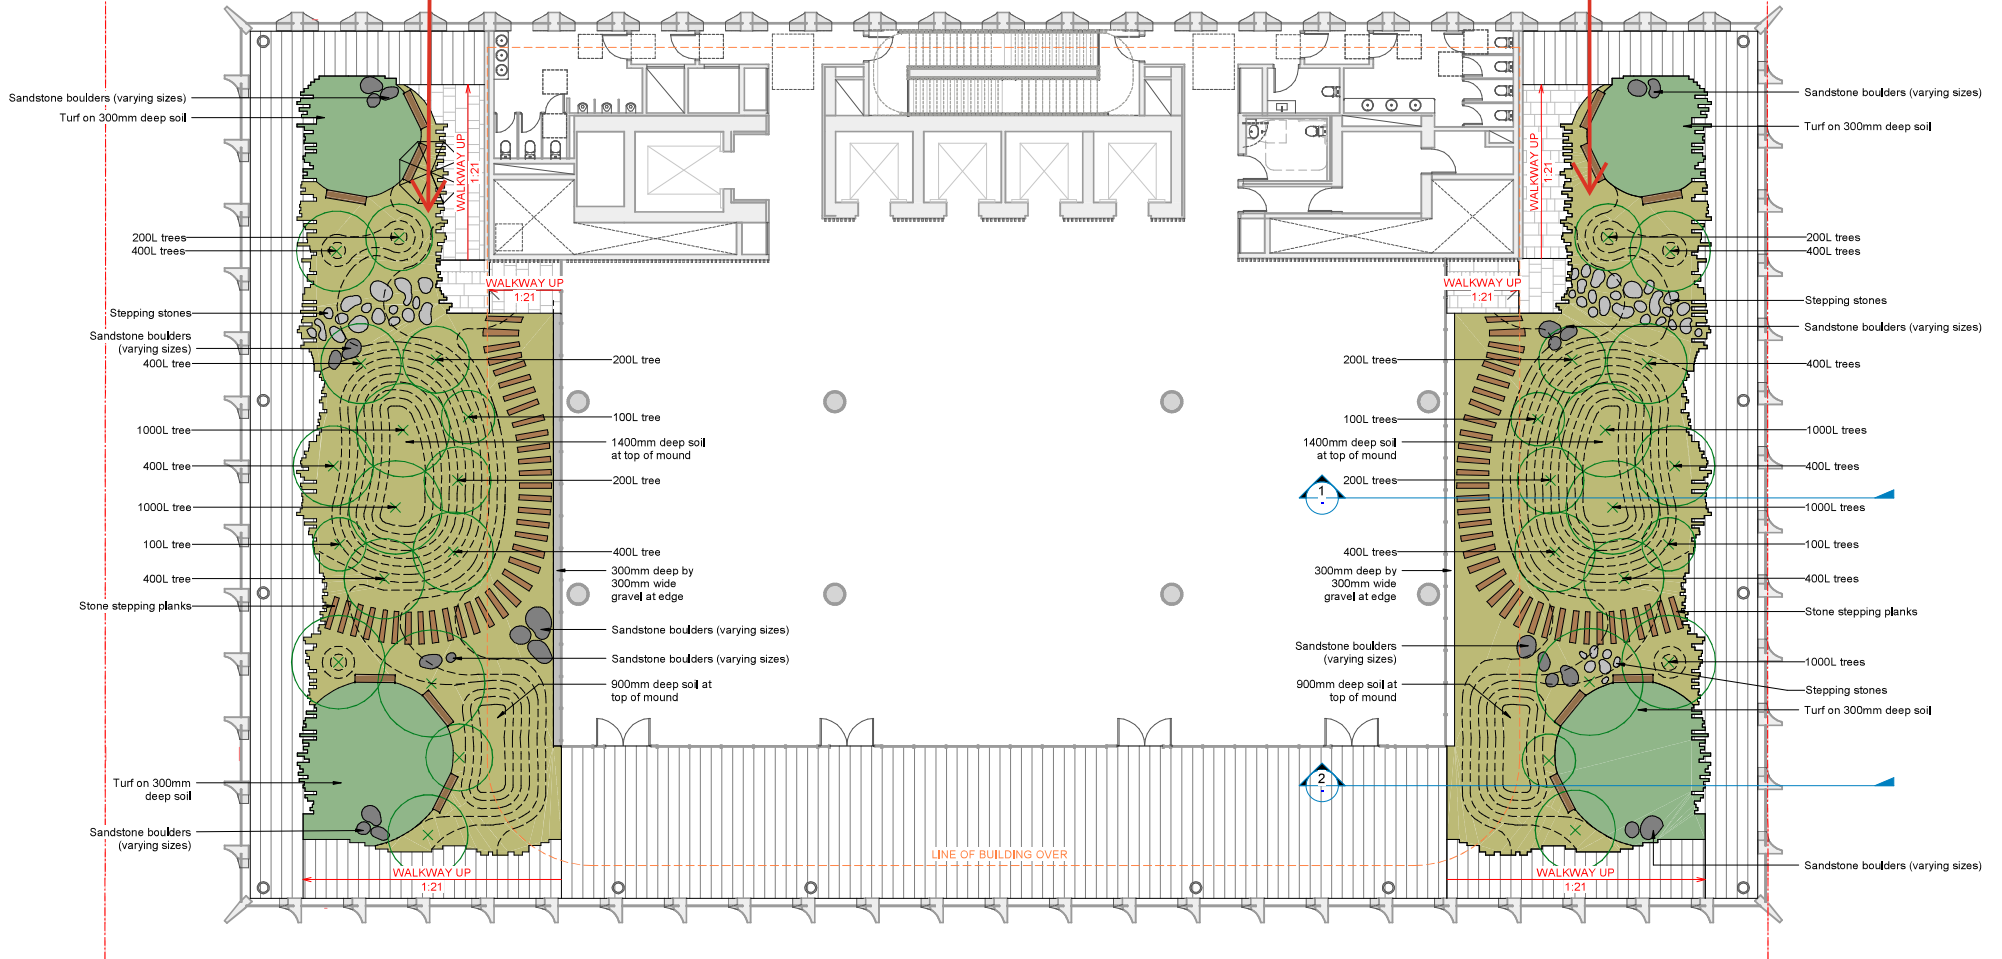 Sandstone boulders (varying sizes)
Turf on 300mm deep soil
WALKWAY UP
1:21
200L trees
400L trees
WALKWAY UP
1:21
Stepping stones
Sandstone boulders
(varying sizes)
400L tree
200L tree
100L tree
1000L tree
1400mm deep soil
at top of mound
400L tree
200L tree
1000L tree
100L tree
400L tree
400L tree
300mm deep by
300mm wide
gravel at edge
Stone stepping planks
Sandstone boulders (varying sizes)
Sandstone boulders (varying sizes)
900mm deep soil at
top of mound
Turf on 300mm
deep soil
Sandstone boulders
(varying sizes)
WALKWAY UP
1:21
LINE OF BUILDING OVER
Sandstone boulders (varying sizes)
Turf on 300mm deep soil
WALKWAY UP
1:21
200L trees
400L trees
WALKWAY UP
1:21
Stepping stones
Sandstone boulders (varying sizes)
200L trees
400L trees
100L trees
1000L trees
1400mm deep soil
at top of mound
400L trees
200L trees
1
-
1000L trees
100L trees
400L trees
400L trees
300mm deep by
300mm wide
gravel at edge
Stone stepping planks
Sandstone boulders
(varying sizes)
1000L trees
900mm deep soil at
top of mound
Stepping stones
Turf on 300mm deep soil
2
-
Sandstone boulders (varying sizes)
WALKWAY UP
1:21